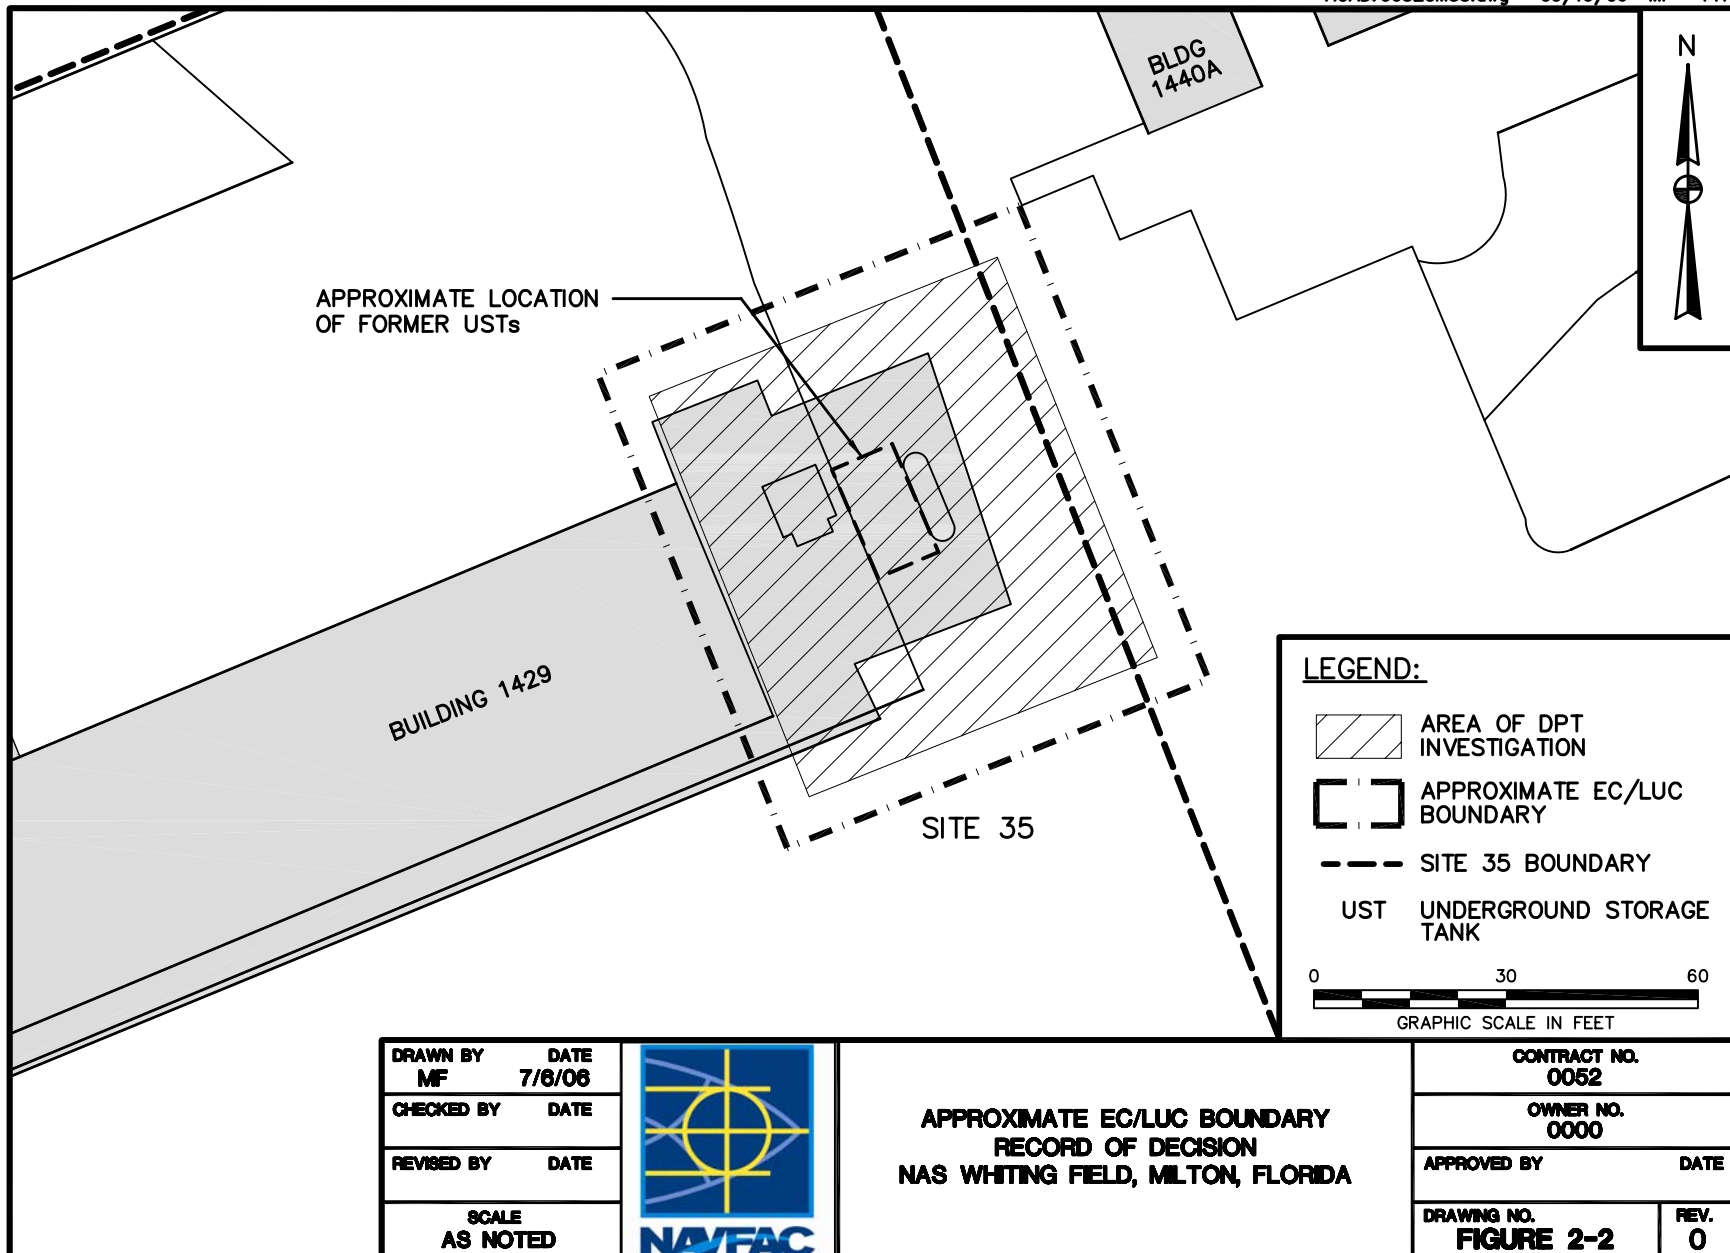 N
BLDG
1440A
APPROXIMATE LOCATION
OF FORMER USTs
BUILDING 1429
SITE 35
LEGEND:
AREA OF DPT
INVESTIGATION
APPROXIMATE EC/LUC
BOUNDARY
SITE 35 BOUNDARY
UST UNDERGROUND STORAGE
TANK
0 30 60
GRAPHIC SCALE IN FEET
DRAWN BY DATE
MF 7/6/06
CHECKED BY DATE
REVISED BY DATE
SCALE
AS NOTED
NAVFAC
APPROXIMATE EC/LUC BOUNDARY
RECORD OF DECISION
NAS WHITING FIELD, MILTON, FLORIDA
CONTRACT NO.
0052
OWNER NO.
0000
APPROVED BY DATE
DRAWING NO.
FIGURE 2-2
REV.
0